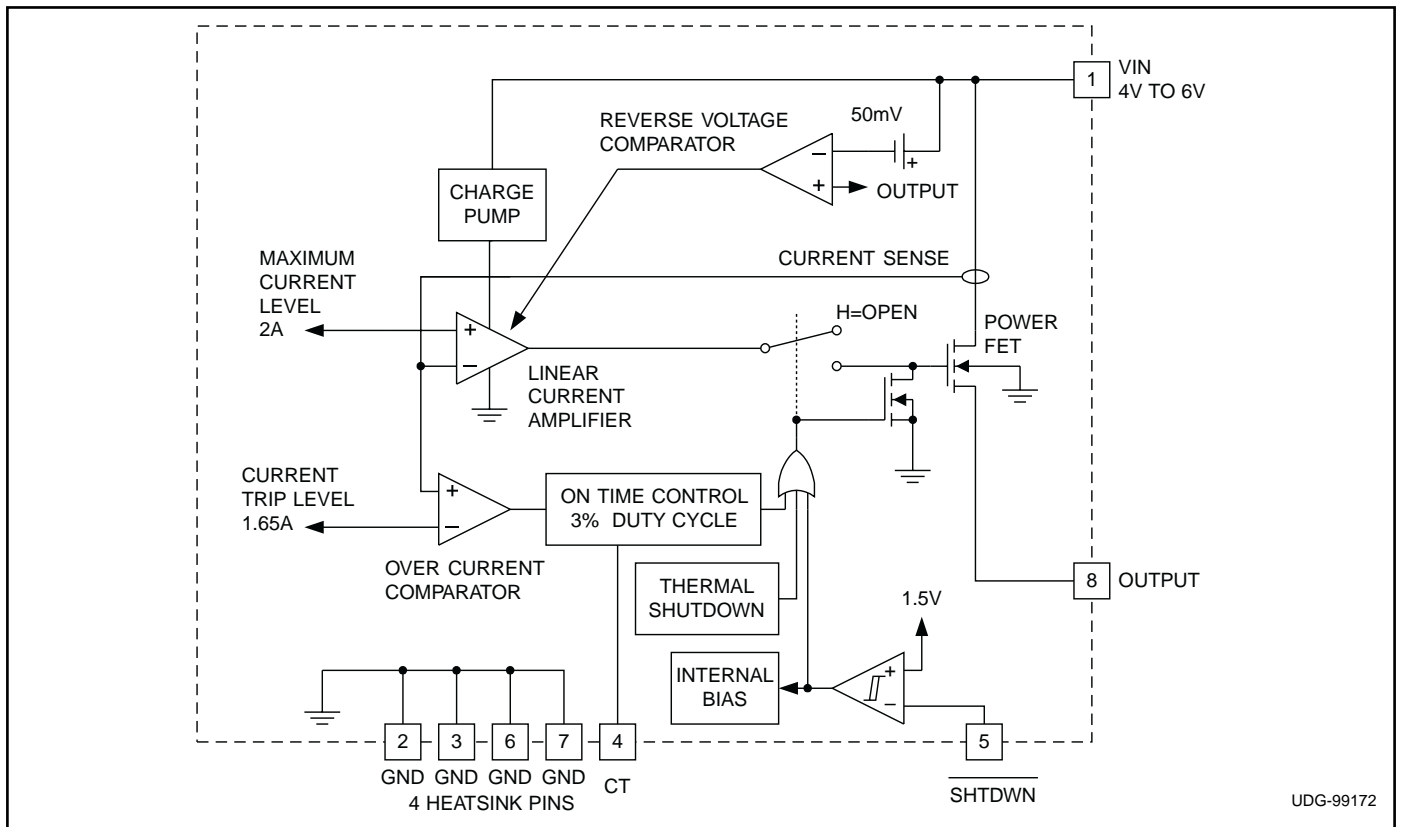 1
VIN
4V TO 6V
50mV
+
REVERSE VOLTAGE
COMPARATOR
–
+
OUTPUT
CHARGE
PUMP
MAXIMUM
CURRENT
LEVEL
2A
CURRENT SENSE
+
–
H=OPEN
POWER
FET
LINEAR
CURRENT
AMPLIFIER
CURRENT
TRIP LEVEL
1.65A
+
–
OVER CURRENT
COMPARATOR
ON TIME CONTROL
3% DUTY CYCLE
THERMAL
SHUTDOWN
1.5V
8
OUTPUT
INTERNAL
BIAS
+
–
2
3
6
7
4
5
GND
GND
GND
GND
CT
4 HEATSINK PINS
SHTDWN
UDG-99172